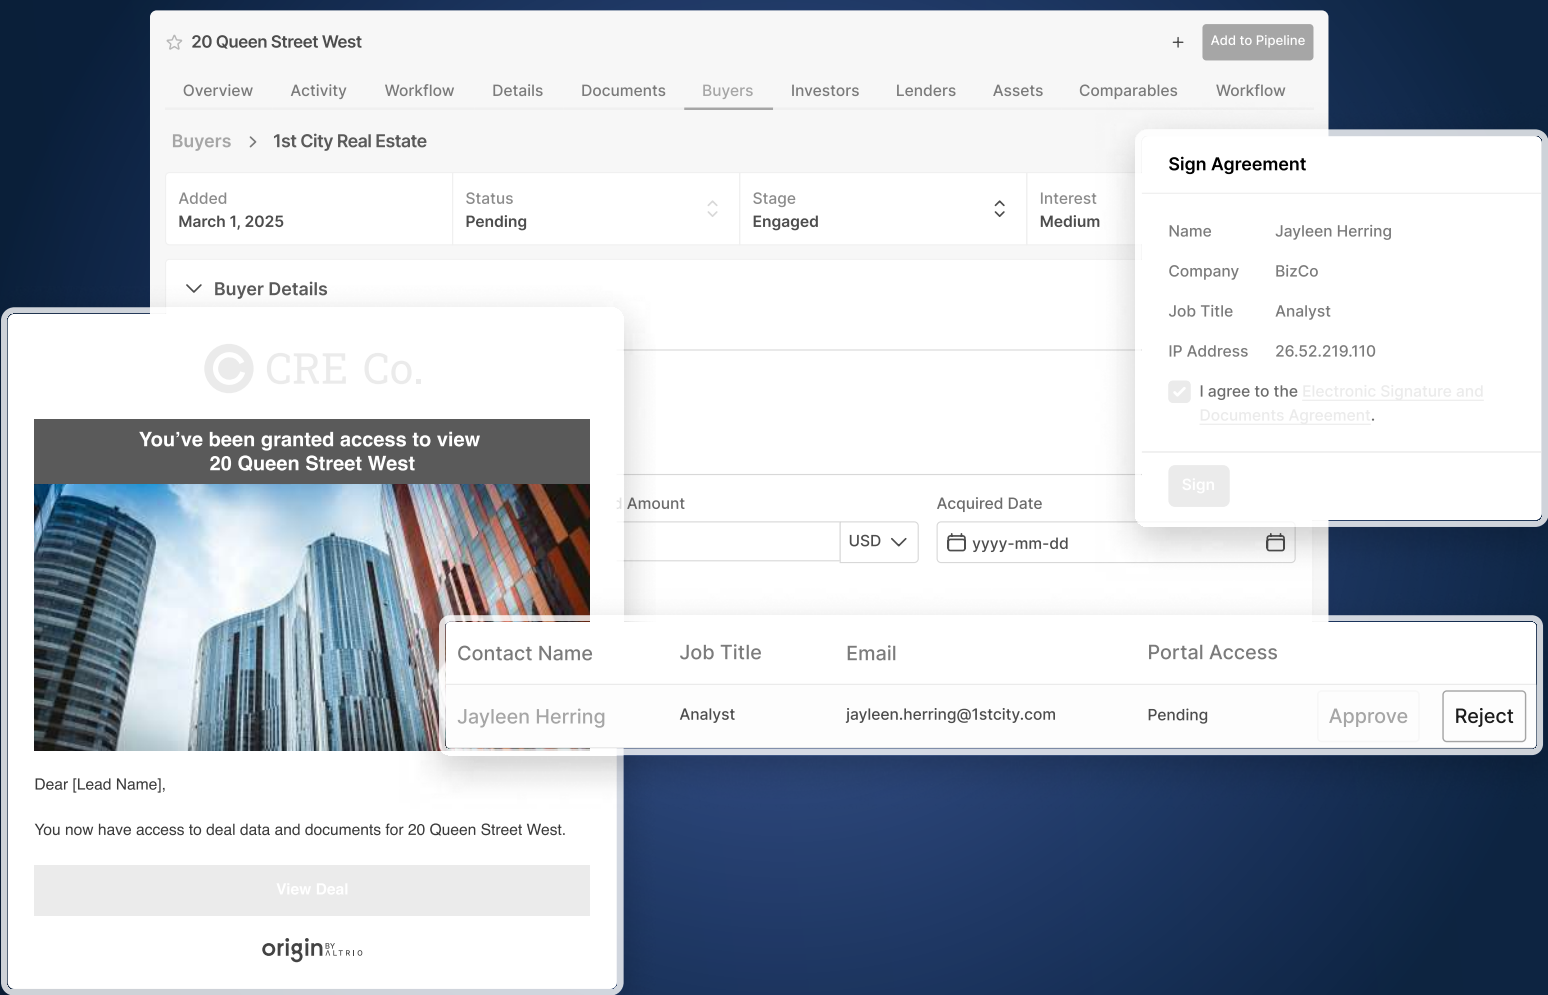 20 Queen Street West
+ Add to Pipeline
Overview Activity Workflow Details Documents Buyers Investors Lenders Assets Comparables Workflow
Buyers > 1st City Real Estate
Added
March 1, 2025
Status
Pending
Stage
Engaged
Interest
Medium
Buyer Details
Sign Agreement
Name Jayleen Herring
Company BizCo
Job Title Analyst
IP Address 26.52.219.110
I agree to the Electronic Signature and
Documents Agreement.
Sign
Amount
USD
Acquired Date
yyyy-mm-dd
CRE Co.
You’ve been granted access to view
20 Queen Street West
Contact Name Job Title Email Portal Access
Jayleen Herring Analyst jayleen.herring@1stcity.com Pending Approve Reject
Dear [Lead Name],
You now have access to deal data and documents for 20 Queen Street West.
View Deal
origin BY ALTRIO